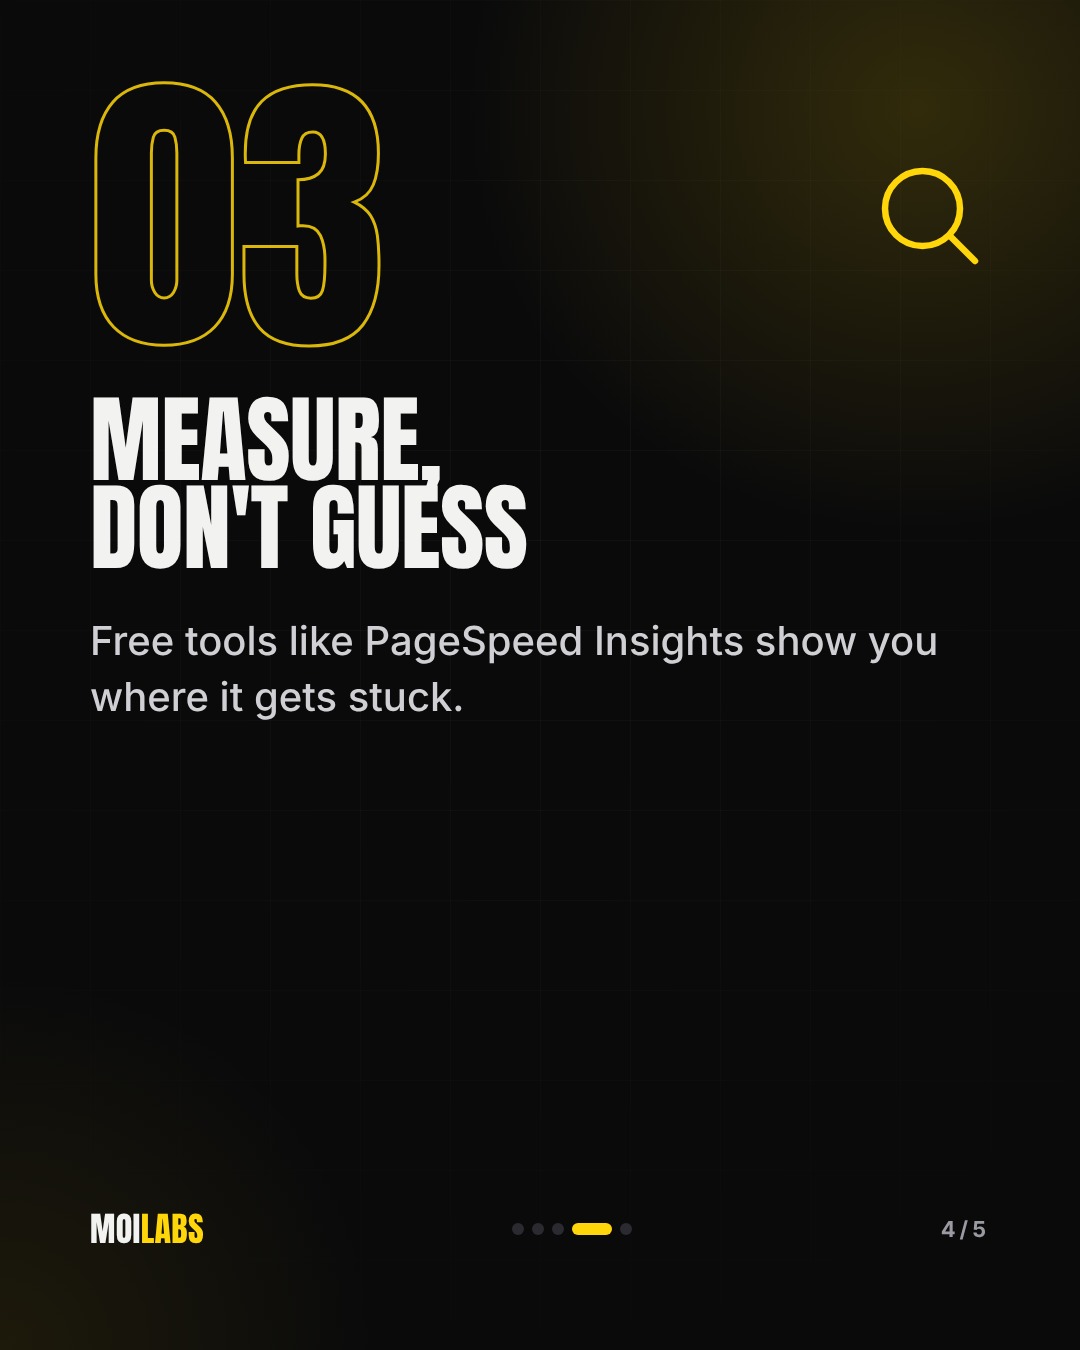 03
MEASURE,
DON'T GUESS
Free tools like PageSpeed Insights show you
where it gets stuck.
MOILABS
4 / 5